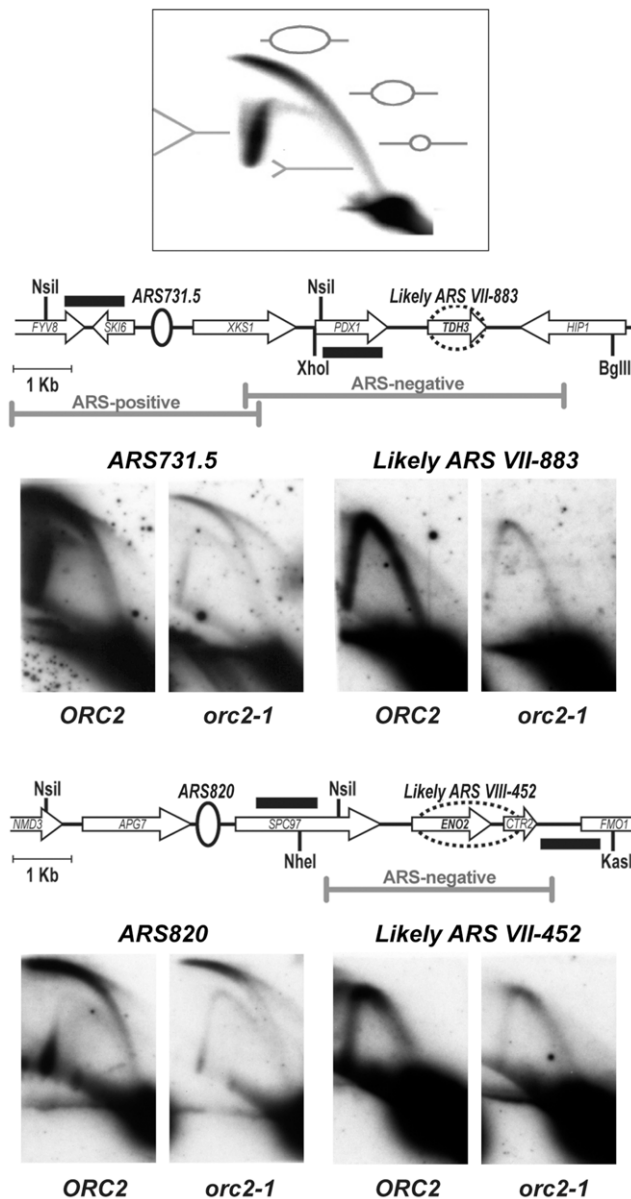 NsiI ARS731.5 NsiI Likely ARS VII-883
FYV8 SKI6 XKS1 PDX1 TDH3 HIP1
1 Kb XhoI BglII
ARS-positive ARS-negative
ARS731.5 Likely ARS VII-883
ORC2 orc2-1 ORC2 orc2-1
NsiI ARS820 NsiI Likely ARS VIII-452
NMD3 APG7 SPC97 ENO2 CTR2 FMO1
1 Kb NheI KasI
ARS-negative
ARS820 Likely ARS VII-452
ORC2 orc2-1 ORC2 orc2-1